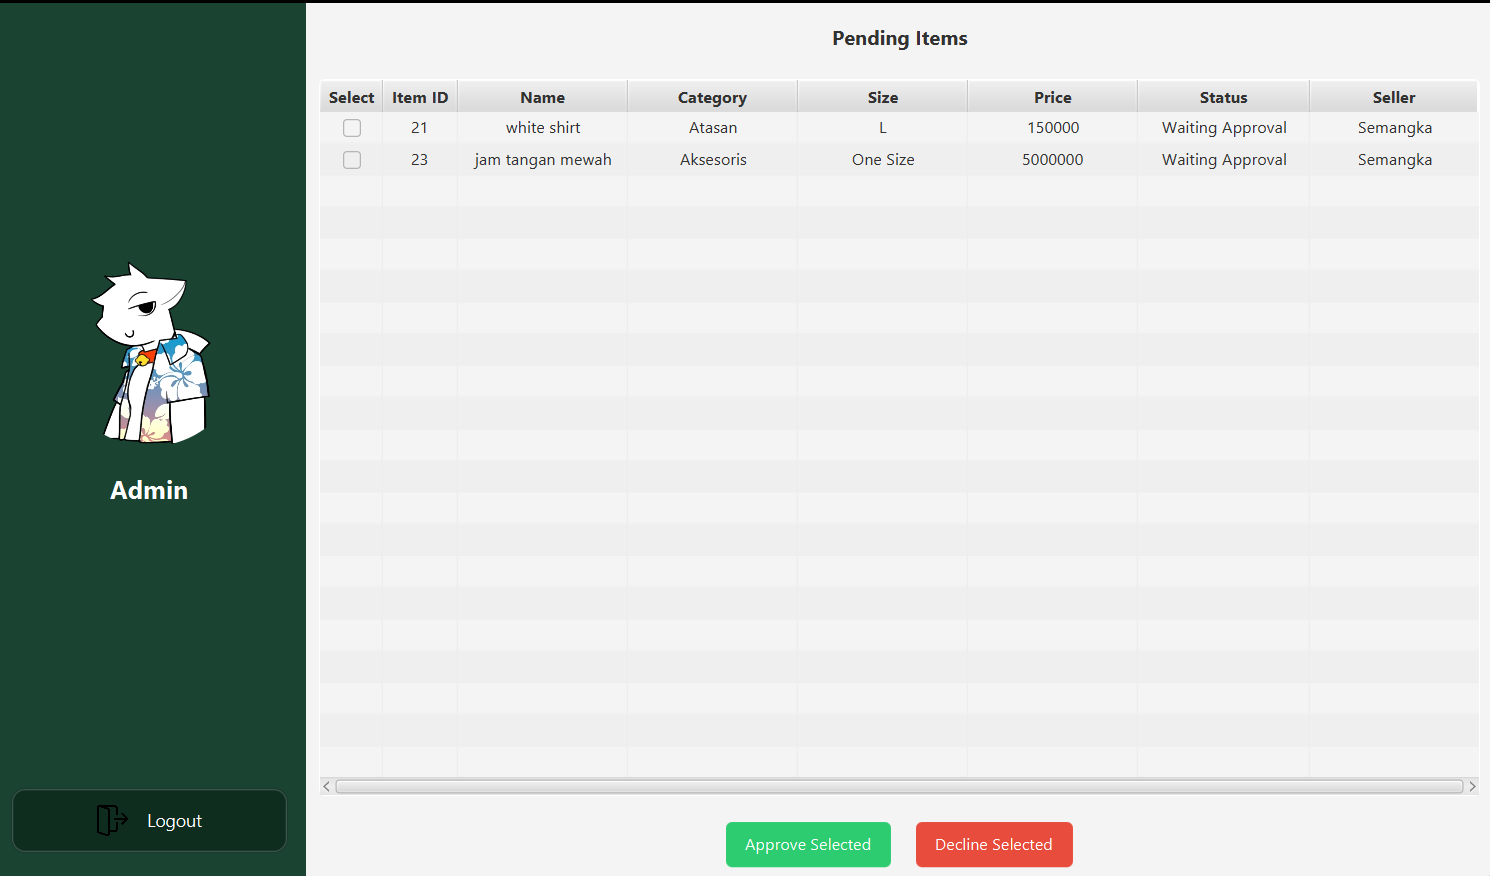 Pending Items
Select Item ID Name Category Size Price Status Seller
21 white shirt Atasan L 150000 Waiting Approval Semangka
23 jam tangan mewah Aksesoris One Size 5000000 Waiting Approval Semangka
Admin
Logout
Approve Selected Decline Selected